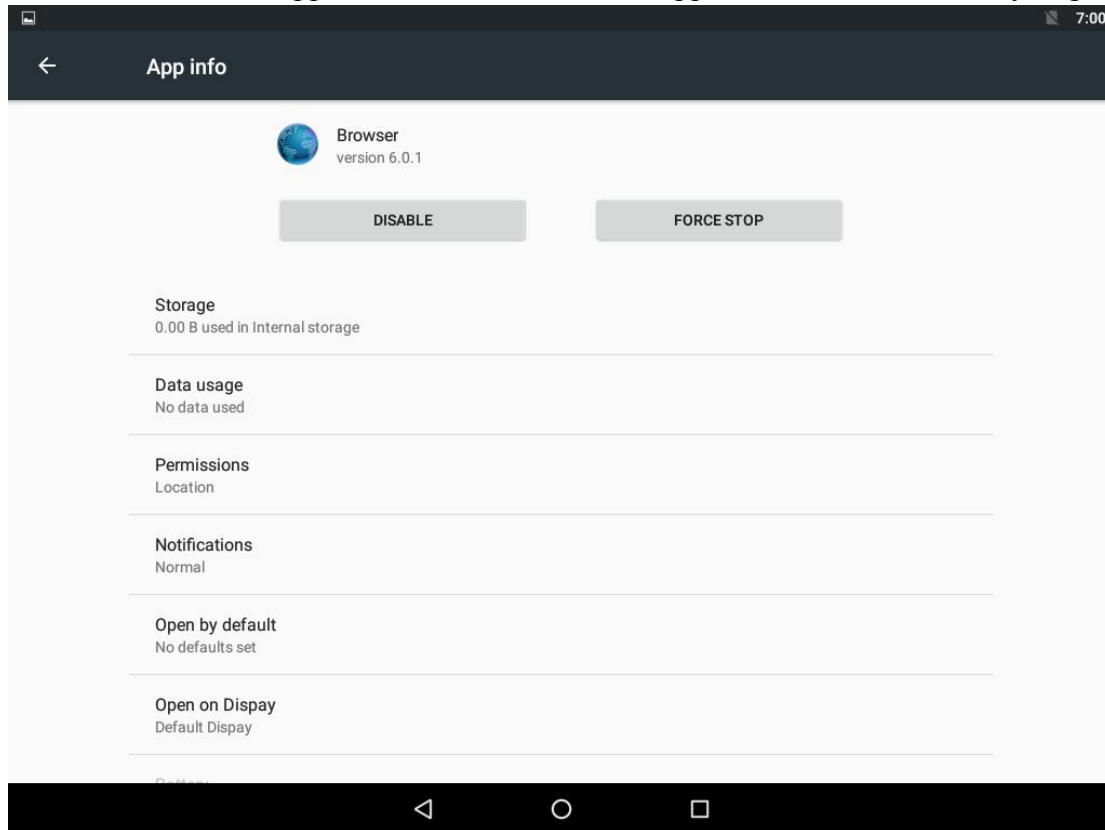 7:00
App info
Browser
version 6.0.1
DISABLE
FORCE STOP
Storage
0.00 B used in Internal storage
Data usage
No data used
Permissions
Location
Notifications
Normal
Open by default
No defaults set
Open on Dispay
Default Dispay